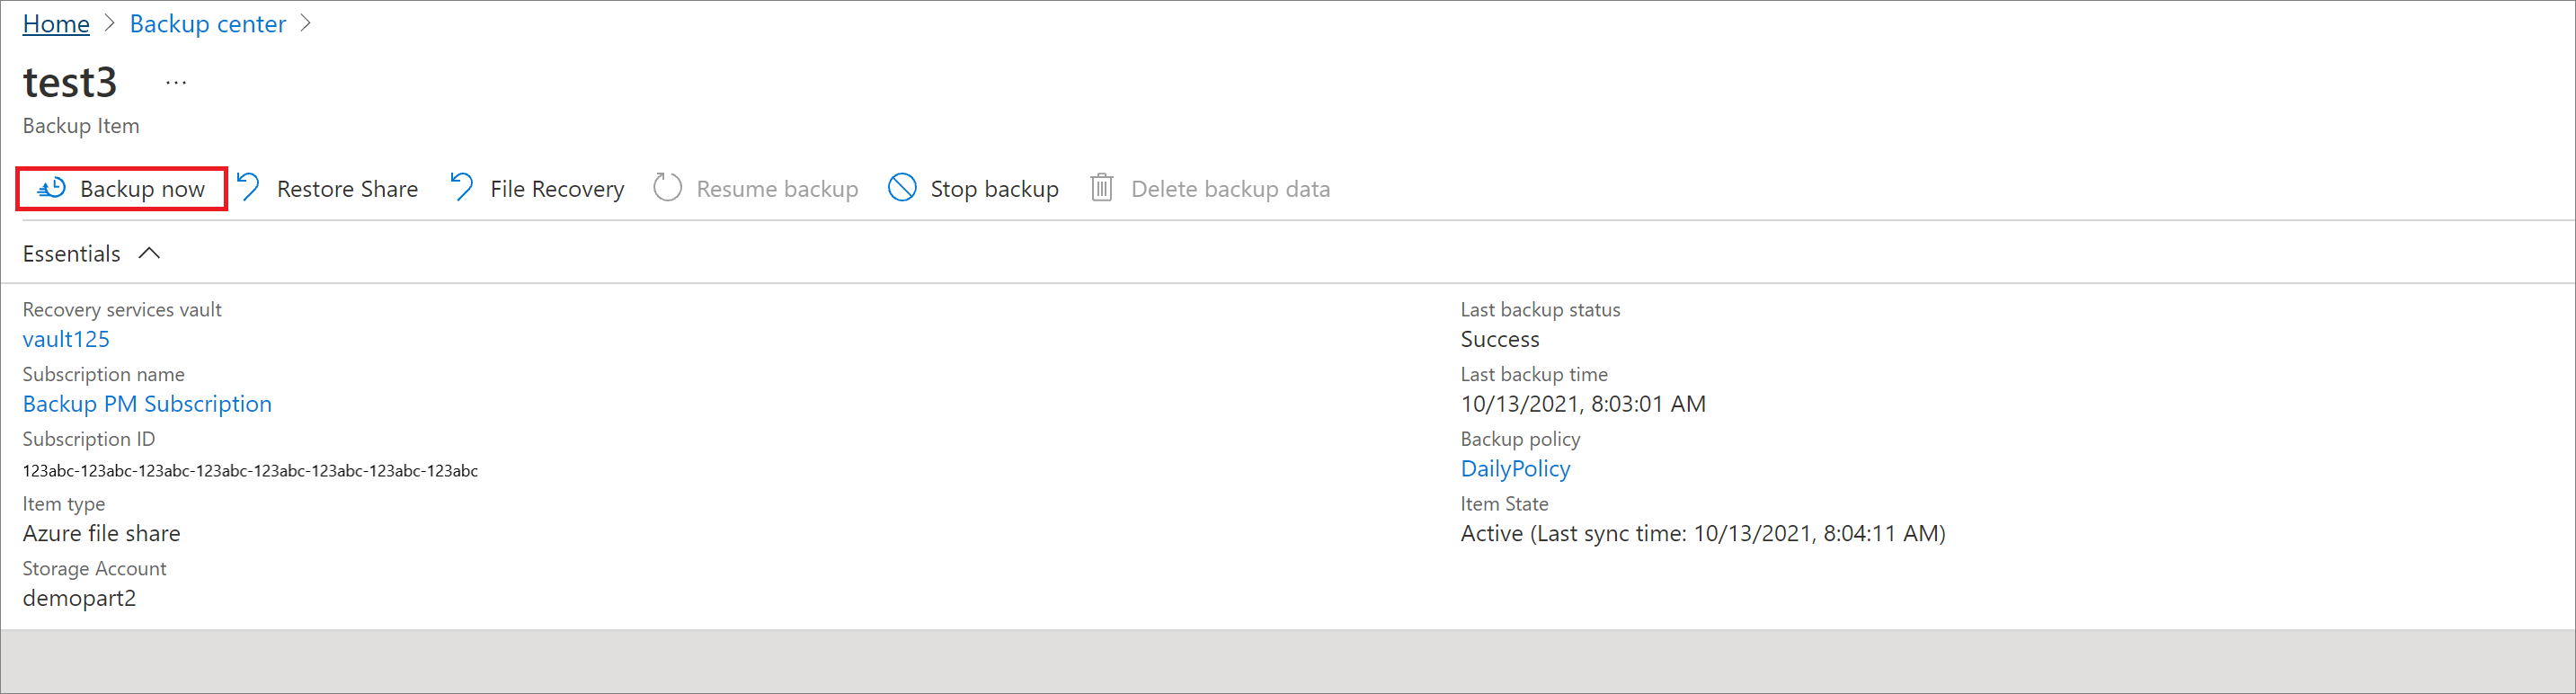 Home > Backup center >
test3 ...
Backup Item
Backup now Restore Share File Recovery Resume backup Stop backup Delete backup data
Essentials
Recovery services vault
vault125
Subscription name
Backup PM Subscription
Subscription ID
123abc-123abc-123abc-123abc-123abc-123abc-123abc-123abc
Item type
Azure file share
Storage Account
demopart2
Last backup status
Success
Last backup time
10/13/2021, 8:03:01 AM
Backup policy
DailyPolicy
Item State
Active (Last sync time: 10/13/2021, 8:04:11 AM)